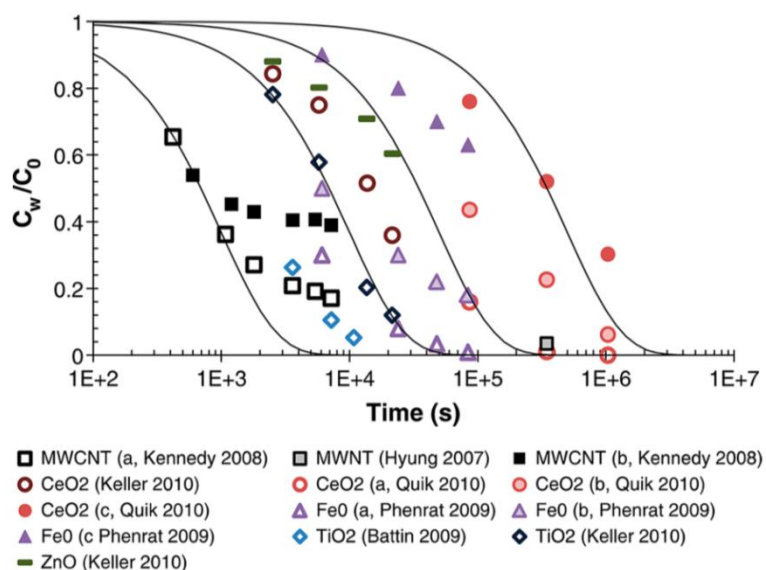 1
0.8
0.6
0.4
0.2
0
Cw/C0
1E+2 1E+3 1E+4 1E+5 1E+6 1E+7
Time (s)
MWCNT (a, Kennedy 2008) MWNT (Hyung 2007) MWCNT (b, Kennedy 2008)
CeO2 (Keller 2010) CeO2 (a, Quik 2010) CeO2 (b, Quik 2010)
CeO2 (c, Quik 2010) Fe0 (a, Phenrat 2009) Fe0 (b, Phenrat 2009)
Fe0 (c Phenrat 2009) TiO2 (Battin 2009) TiO2 (Keller 2010)
ZnO (Keller 2010)